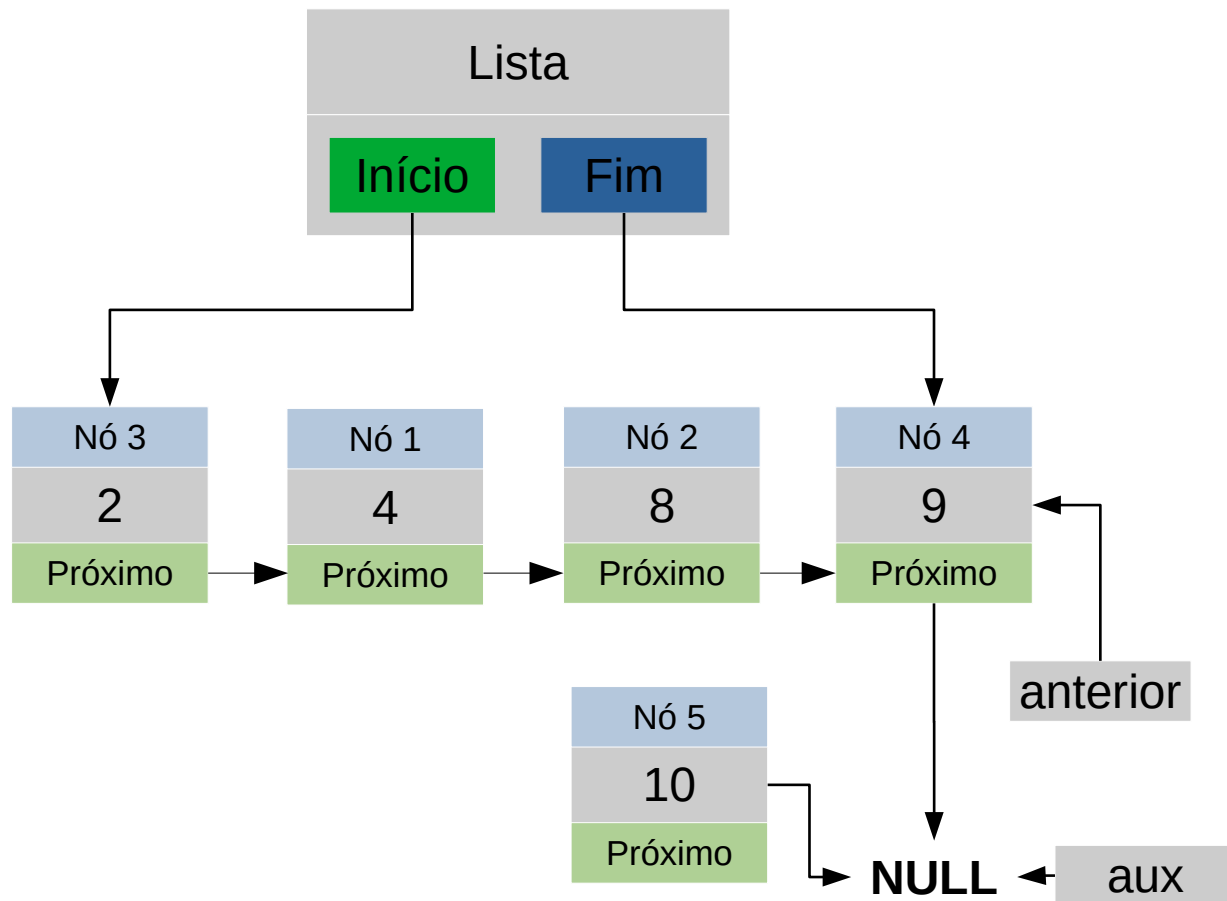 Lista
Início
Fim
Nó 3
2
Próximo
Nó 1
4
Próximo
Nó 2
8
Próximo
Nó 4
9
Próximo
anterior
Nó 5
10
Próximo
NULL
aux